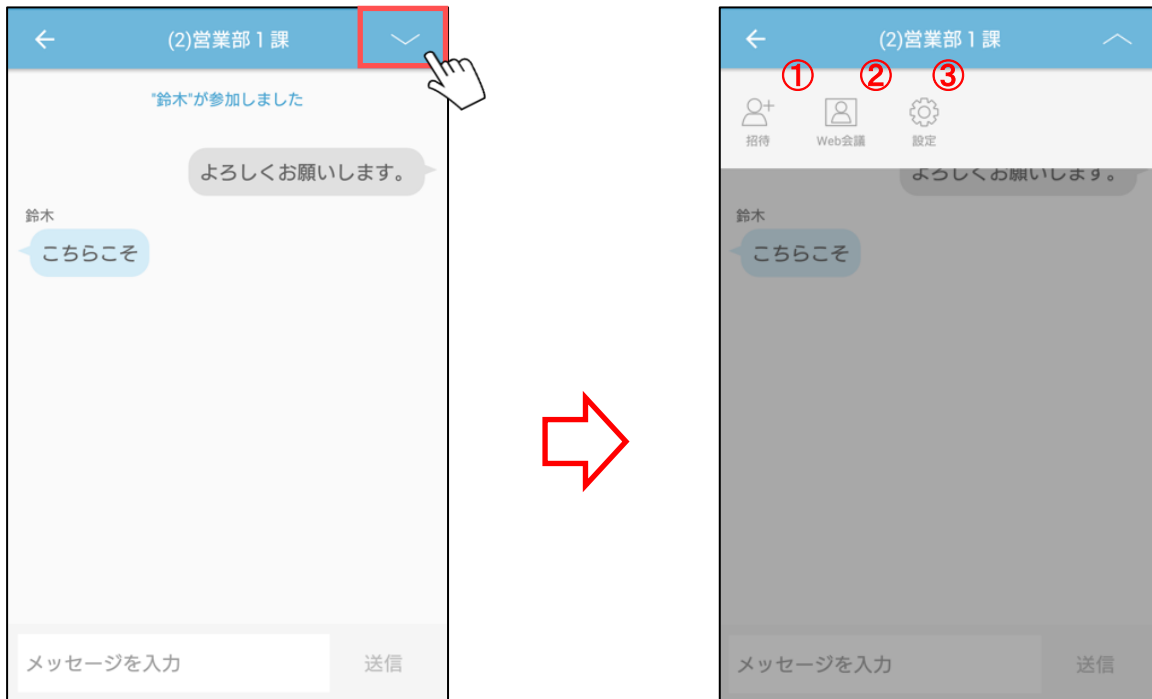 (2)営業部１課
"鈴木"が参加しました
よろしくお願いします。
鈴木
こちらこそ
メッセージを入力
送信
(2)営業部１課
① ② ③
招待 Web会議 設定
よろしくお願いします。
鈴木
こちらこそ
メッセージを入力
送信